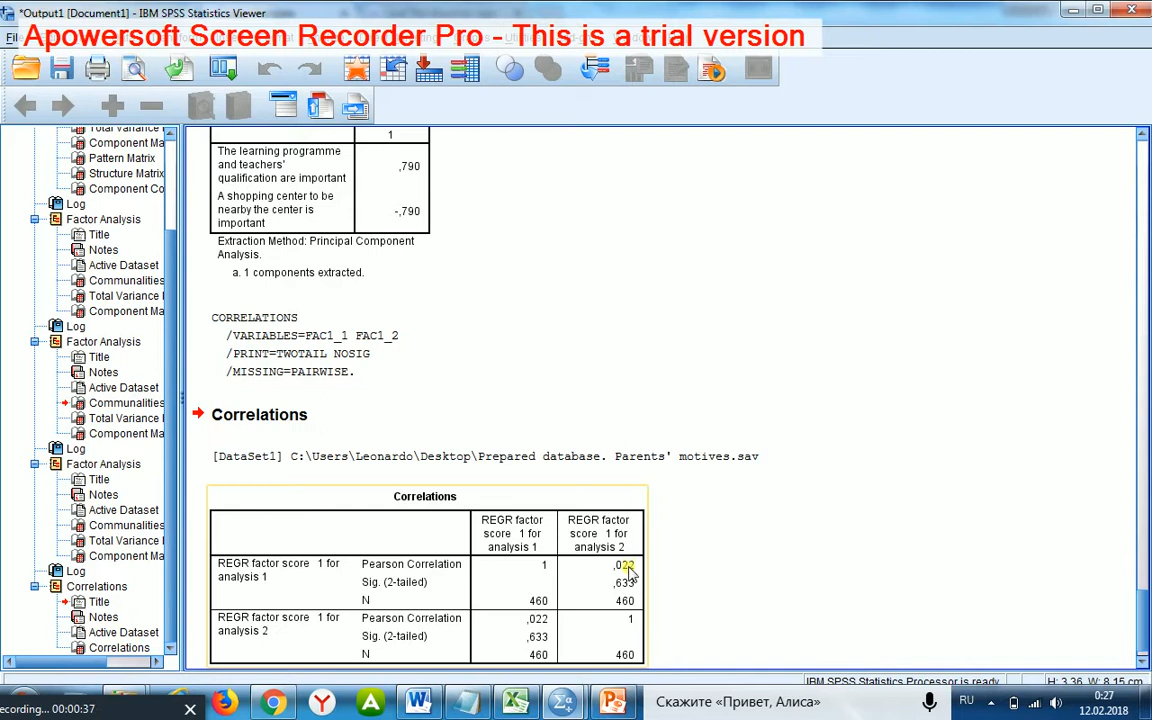 *Output1 [Document1] - IBM SPSS Statistics Viewer
Apowersoft Screen Recorder Pro - This is a trial version
Total Variance
Component Ma
Pattern Matrix
Structure Matrix
Component Co
Log
Factor Analysis
Title
Notes
Active Dataset
Communalities
Total Variance
Component Ma
Log
Factor Analysis
Title
Notes
Active Dataset
Communalities
Total Variance
Component Ma
Log
Factor Analysis
Title
Notes
Active Dataset
Communalities
Total Variance
Component Ma
Log
Correlations
Title
Notes
Active Dataset
Correlations
1
The learning programme
and teachers'
qualification are important
,790
A shopping center to be
nearby the center is
important
-,790
Extraction Method: Principal Component
Analysis.
a. 1 components extracted.
CORRELATIONS
/VARIABLES=FAC1_1 FAC1_2
/PRINT=TWOTAIL NOSIG
/MISSING=PAIRWISE.
Correlations
[DataSet1] C:\Users\Leonardo\Desktop\Prepared database. Parents' motives.sav
Correlations
REGR factor score 1 for analysis 1
REGR factor score 1 for analysis 2
REGR factor score 1 for analysis 1
Pearson Correlation 1 ,022
Sig. (2-tailed) ,633
N 460 460
REGR factor score 1 for analysis 2
Pearson Correlation ,022 1
Sig. (2-tailed) ,633
N 460 460
IBM SPSS Statistics Processor is ready
H: 3.36, W: 8.15 cm
ecording... 00:00:37
Скажите «Привет, Алиса»
RU
0:27
12.02.2018